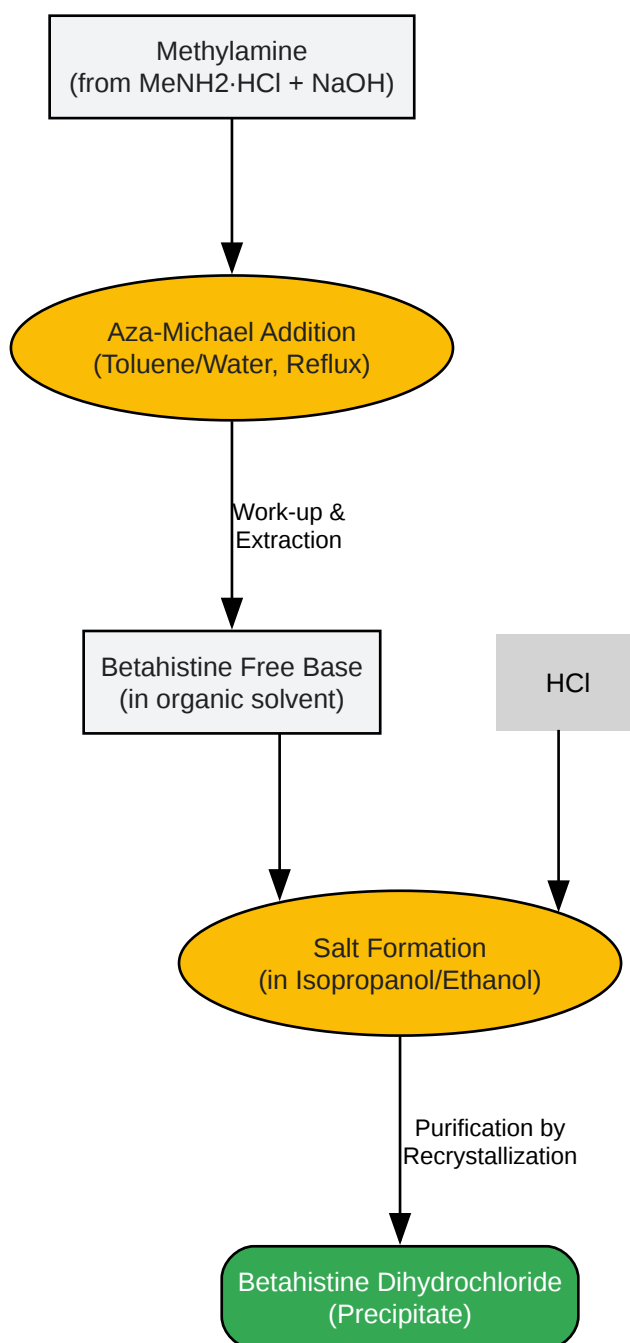 Methylamine
(from MeNH2·HCl + NaOH)
Aza-Michael Addition
(Toluene/Water, Reflux)
Work-up &
Extraction
Betahistine Free Base
(in organic solvent)
HCl
Salt Formation
(in Isopropanol/Ethanol)
Purification by
Recrystallization
Betahistine Dihydrochloride
(Precipitate)